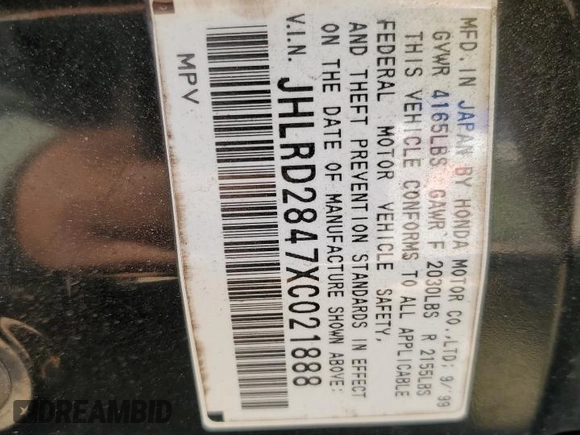 MFD.IN JAPAN BY HONDA MOTOR CO.,LTD; 9/99
GVWR 4165LBS GAWR F 2030LBS R 2155LBS
THIS VEHICLE CONFORMS TO ALL APPLICABLE
FEDERAL MOTOR VEHICLE SAFETY,
AND THEFT PREVENTION STANDARDS IN EFFECT
ON THE DATE OF MANUFACTURE SHOWN ABOVE:
V.I.N. JHLRD2847XC021888
MPV
DREAMBID